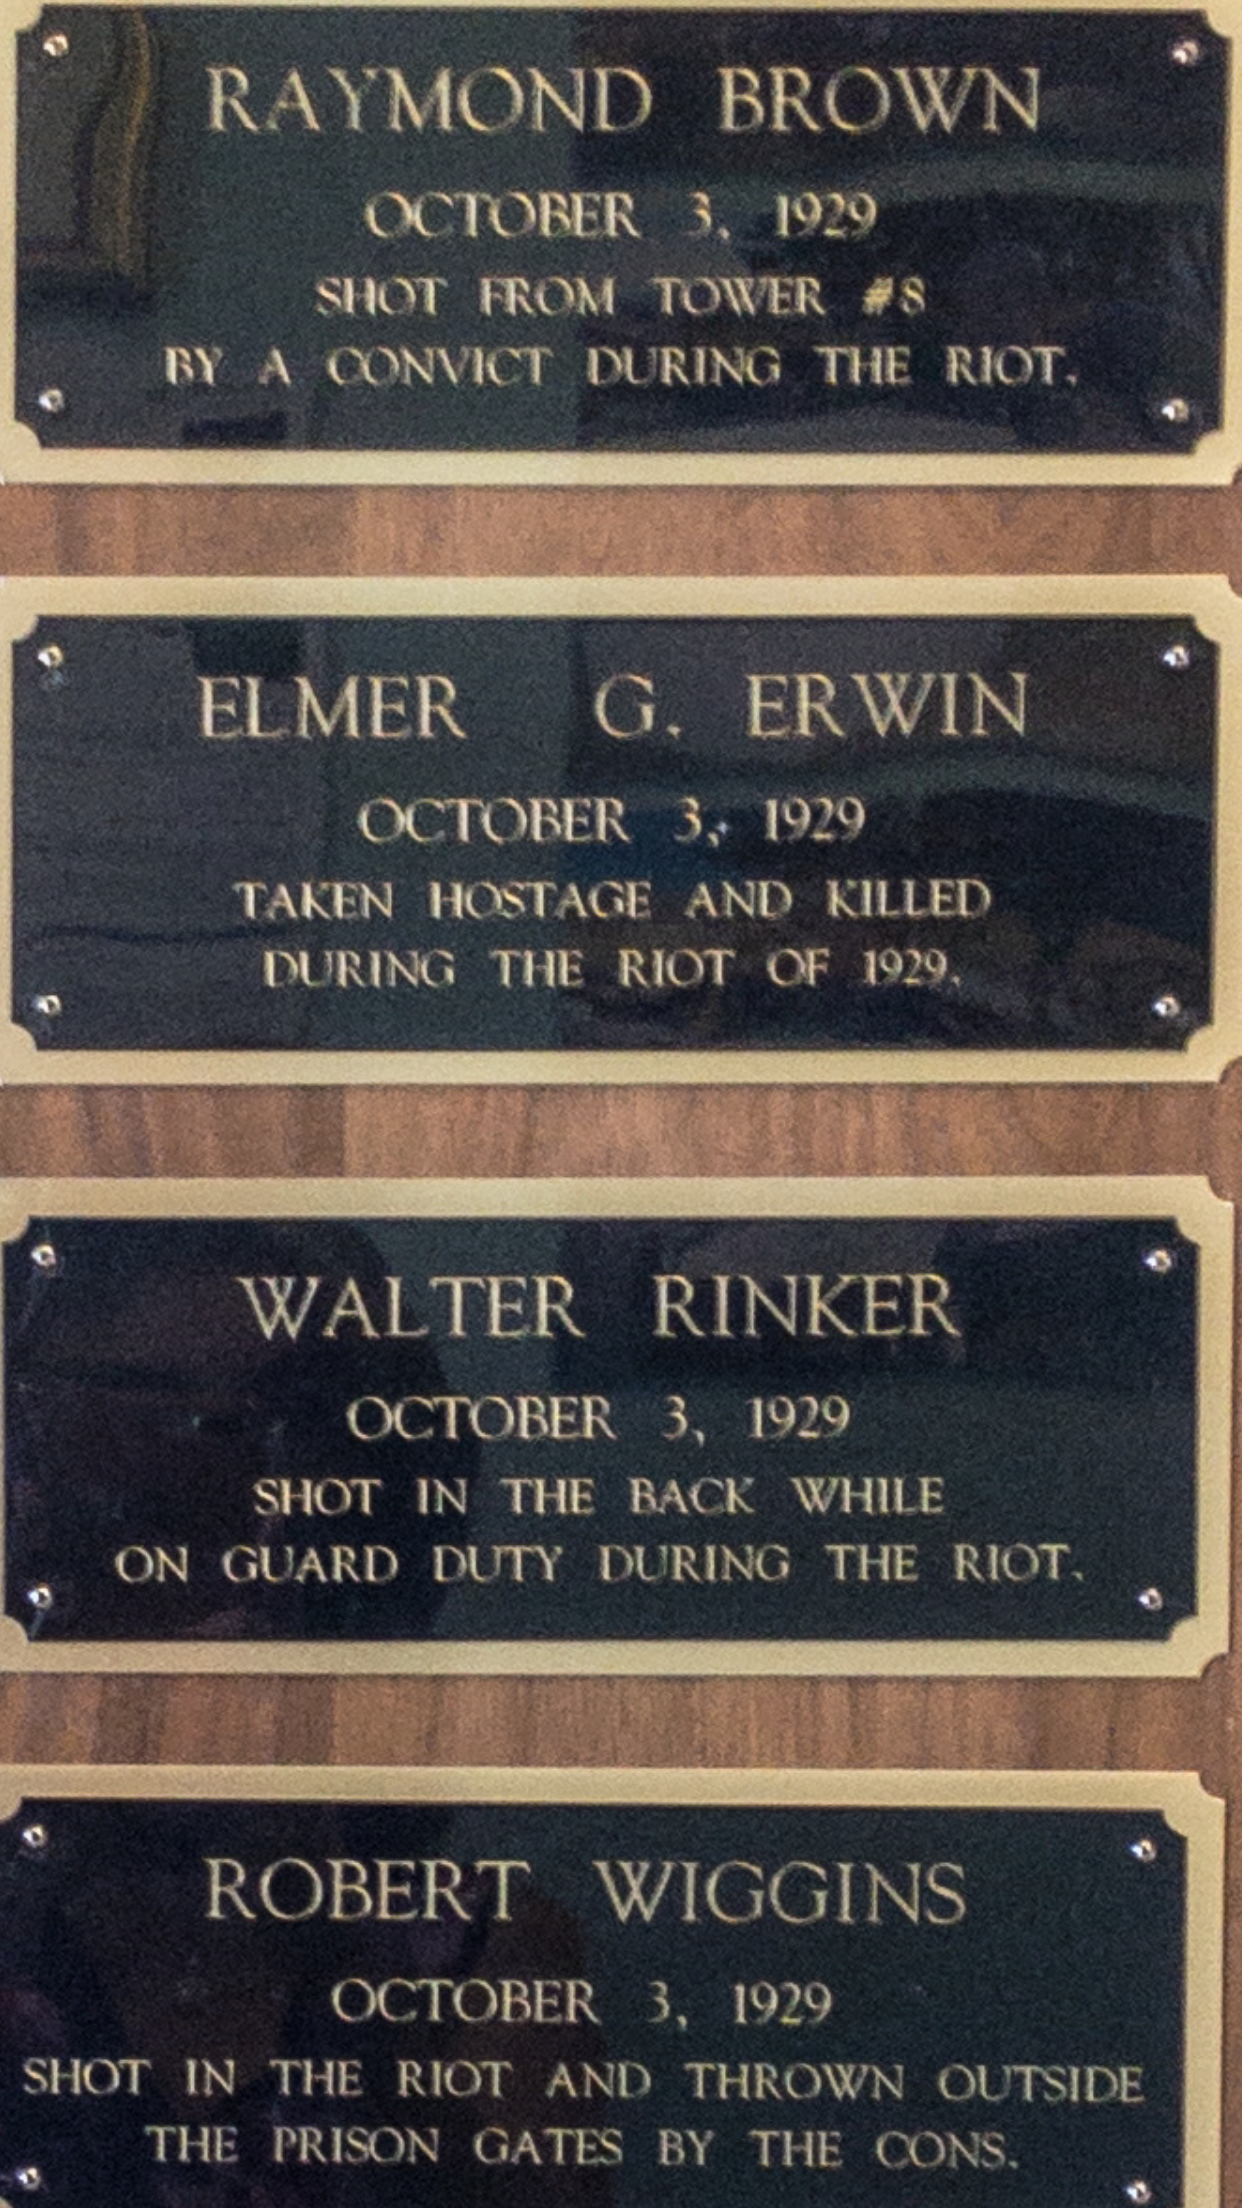 RAYMOND BROWN
OCTOBER 3, 1929
SHOT FROM TOWER #8
BY A CONVICT DURING THE RIOT.
ELMER G. ERWIN
OCTOBER 3, 1929
TAKEN HOSTAGE AND KILLED
DURING THE RIOT OF 1929.
WALTER RINKER
OCTOBER 3, 1929
SHOT IN THE BACK WHILE
ON GUARD DUTY DURING THE RIOT.
ROBERT WIGGINS
OCTOBER 3, 1929
SHOT IN THE RIOT AND THROWN OUTSIDE
THE PRISON GATES BY THE CONS.